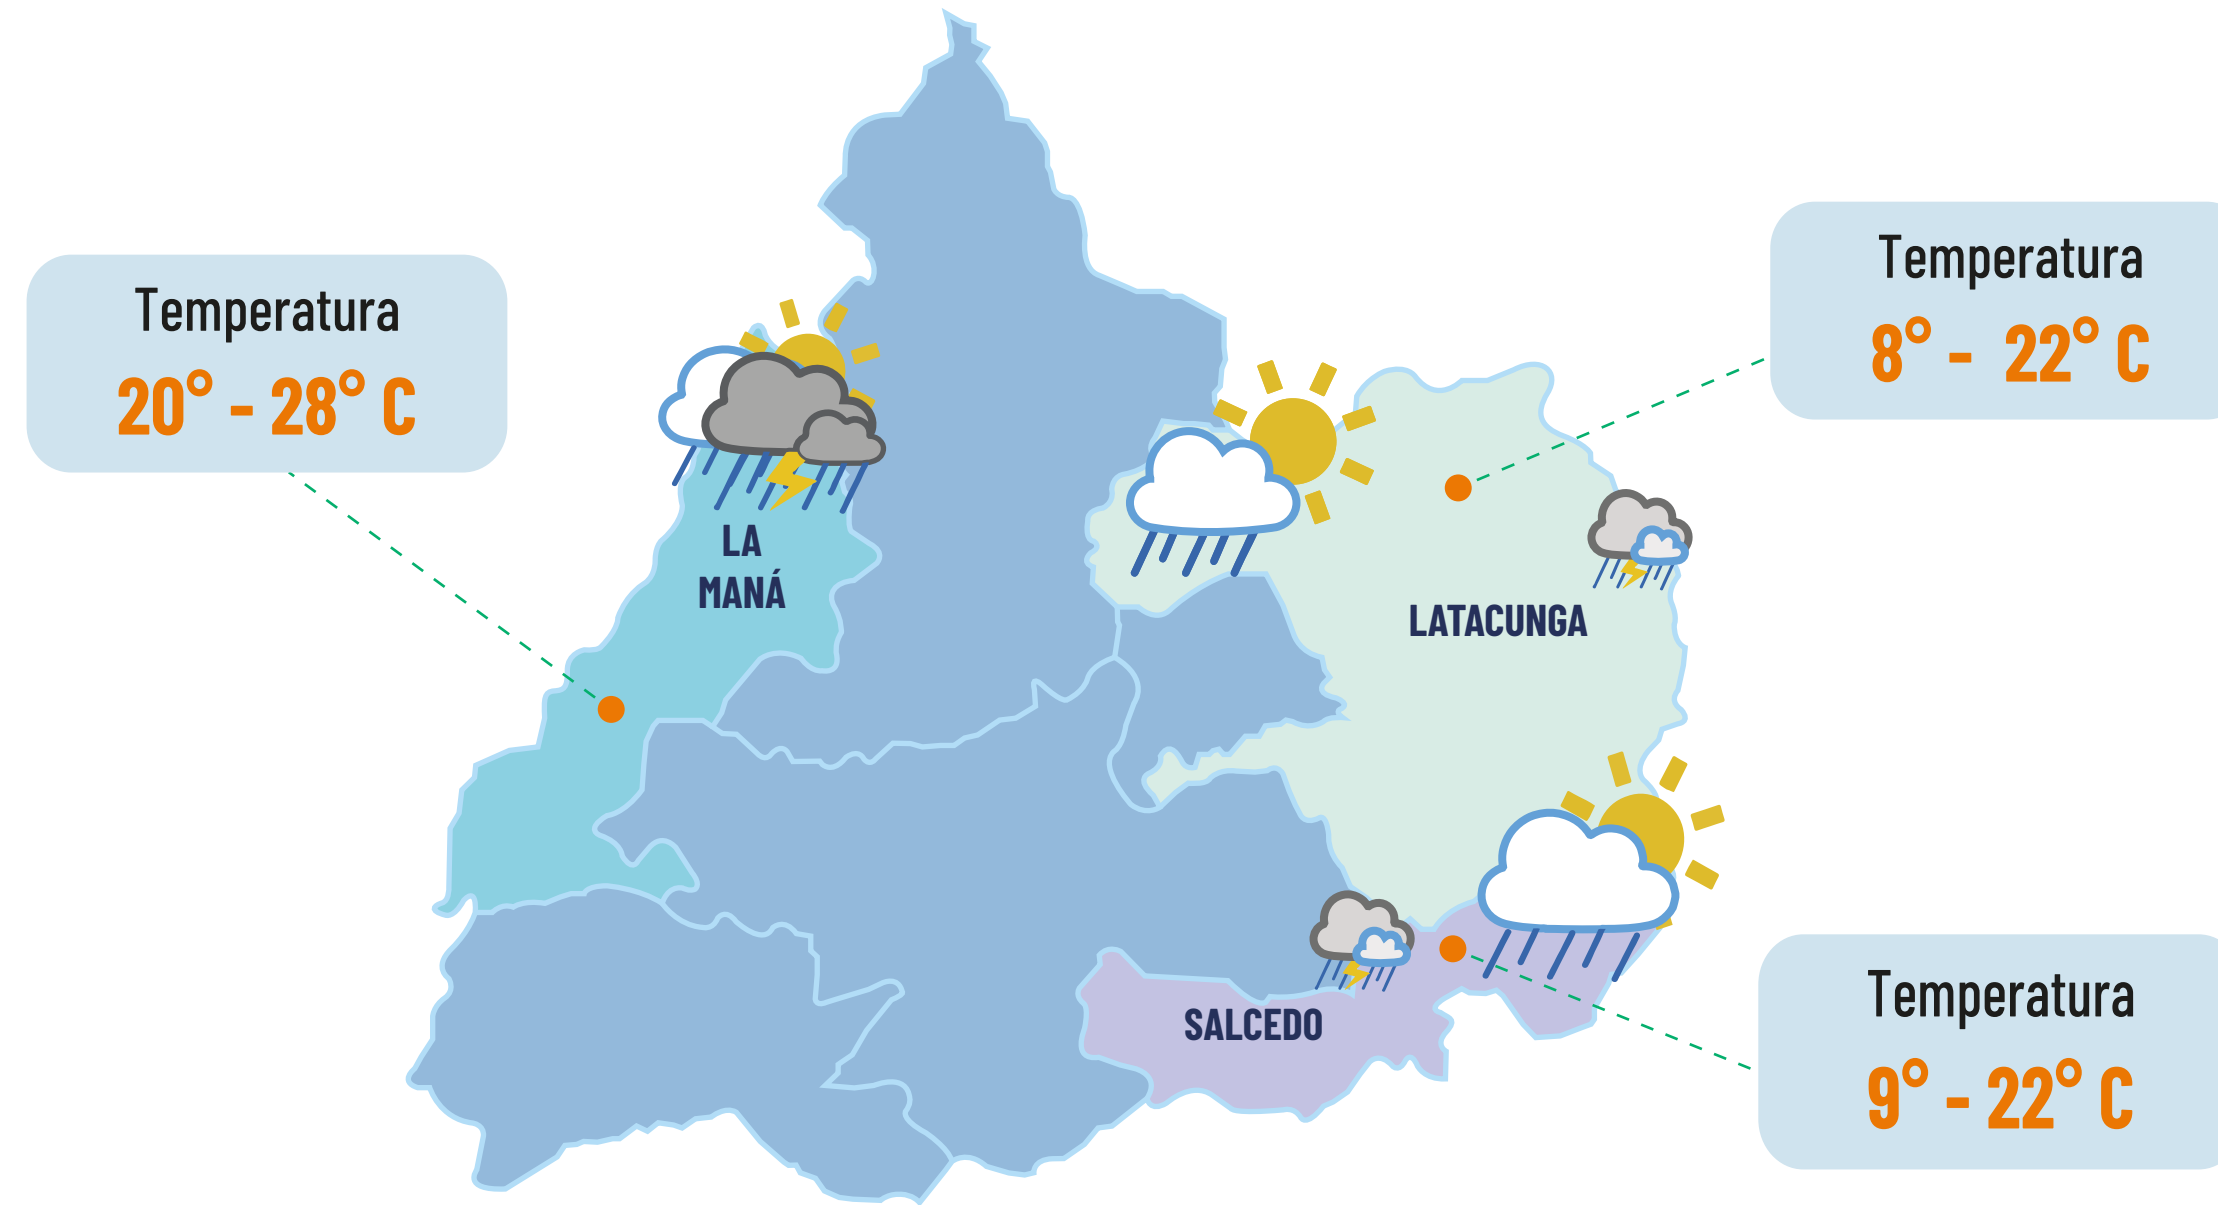 Temperatura
8° - 22° C
Temperatura
20° - 28° C
LA
MANÁ
LATACUNGA
SALCEDO
Temperatura
9° - 22° C